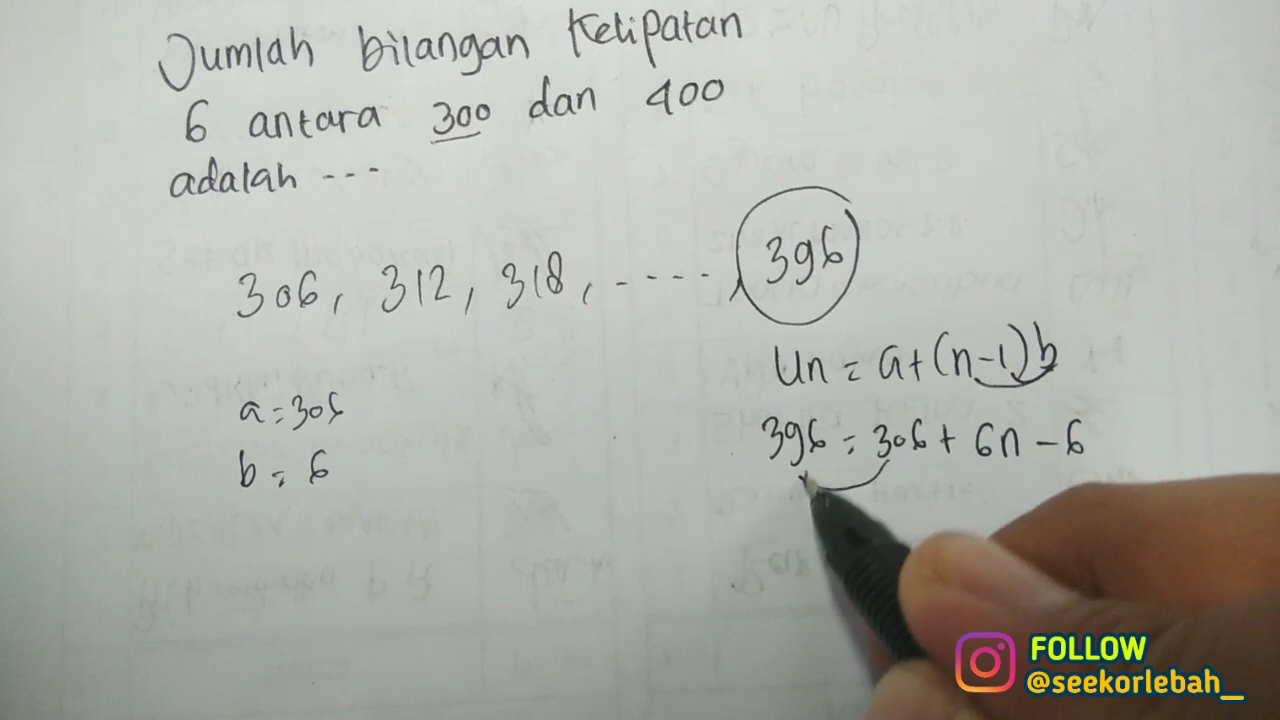 Jumlah bilangan Kelipatan
6 antara 300 dan 400
adalah ---
306, 312, 318, ....., 396
Un = a+(n-1)b
a = 306
396 = 306 + 6n - 6
b = 6
FOLLOW
@seekorlebah_